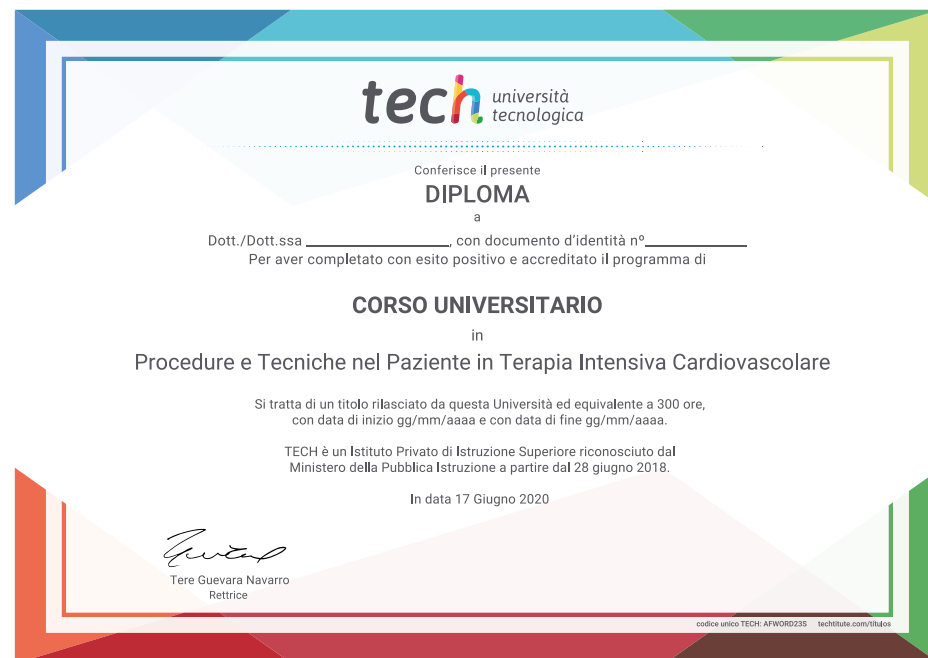 tech università
tecnologica
Conferisce il presente
DIPLOMA
a
Dott./Dott.ssa ____________________, con documento d'identità nº______________
Per aver completato con esito positivo e accreditato il programma di
CORSO UNIVERSITARIO
in
Procedure e Tecniche nel Paziente in Terapia Intensiva Cardiovascolare
Si tratta di un titolo rilasciato da questa Università ed equivalente a 300 ore,
con data di inizio gg/mm/aaaa e con data di fine gg/mm/aaaa.
TECH è un Istituto Privato di Istruzione Superiore riconosciuto dal
Ministero della Pubblica Istruzione a partire dal 28 giugno 2018.
In data 17 Giugno 2020
Tere Guevara Navarro
Rettrice
codice unico TECH: AFWORD23S techtitute.com/títulos